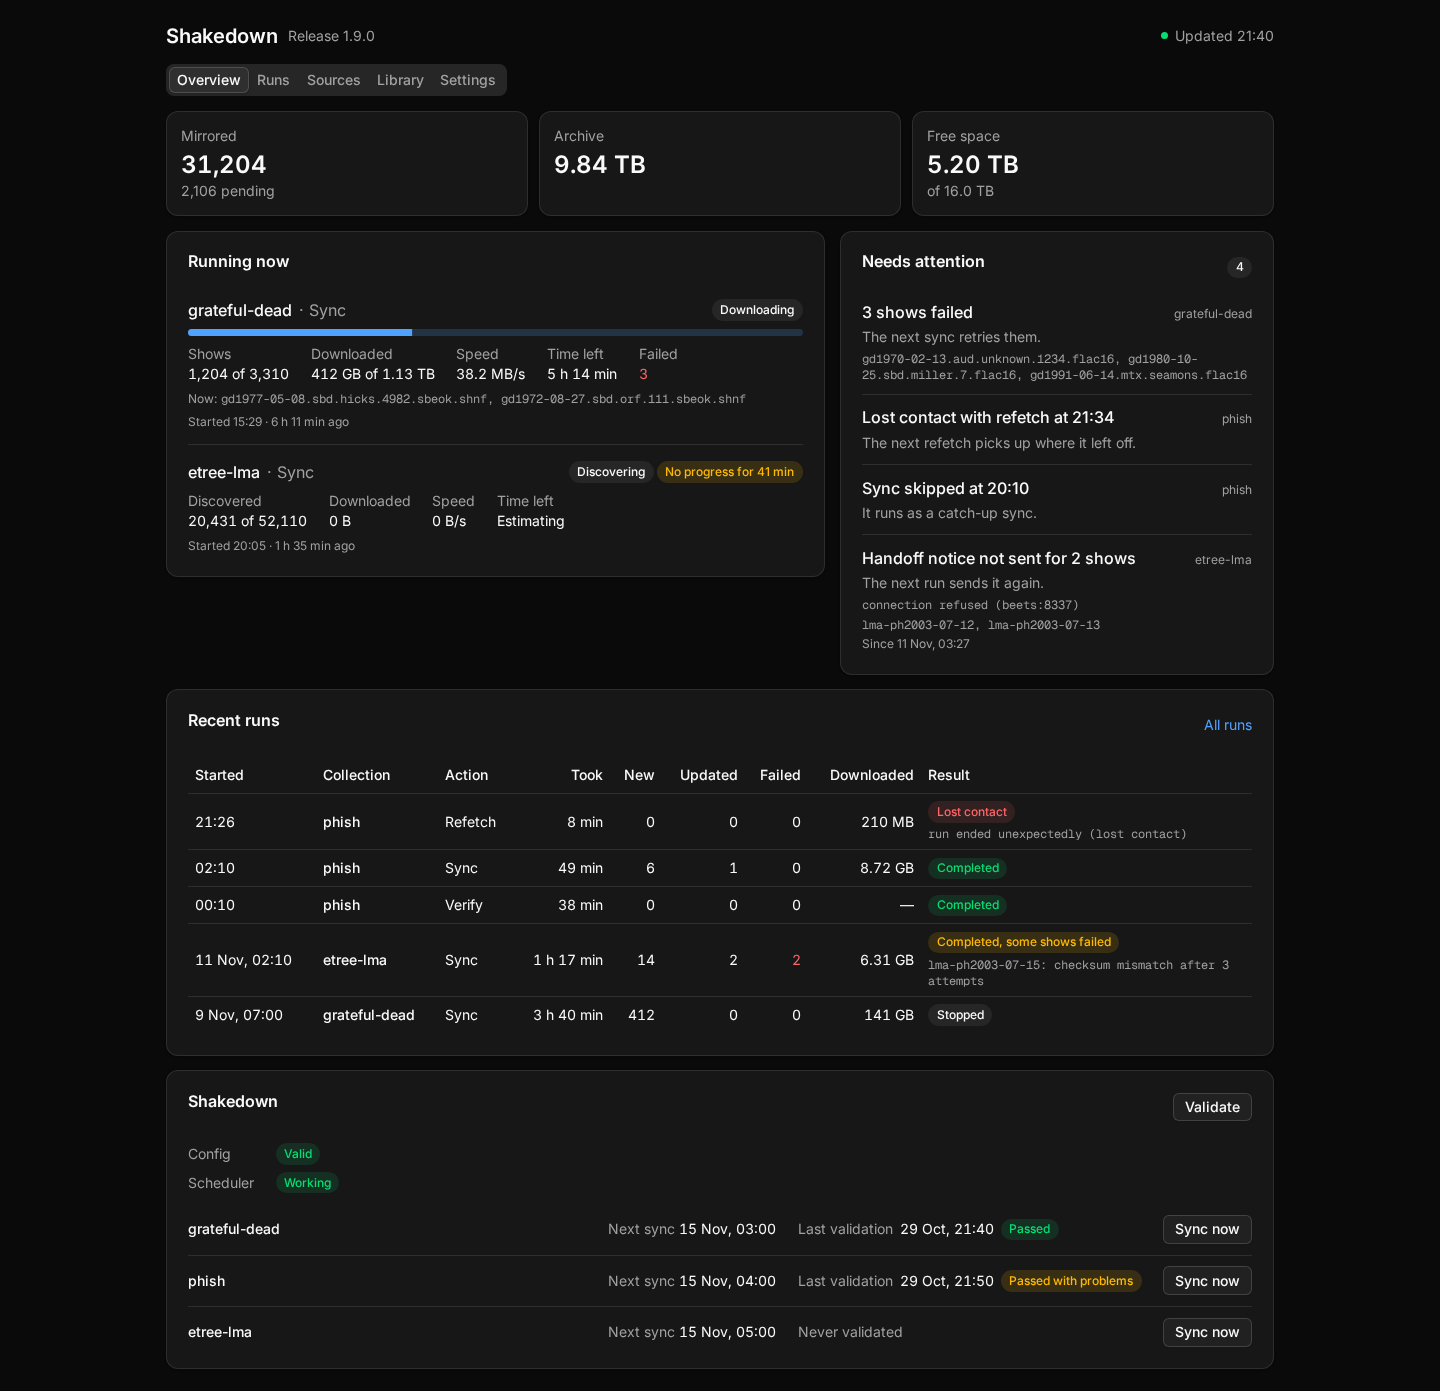 Shakedown Release 1.9.0
Updated 21:40
Overview Runs Sources Library Settings
Mirrored
31,204
2,106 pending
Archive
9.84 TB
Free space
5.20 TB
of 16.0 TB
Running now
grateful-dead · Sync
Downloading
Shows Downloaded Speed Time left Failed
1,204 of 3,310 412 GB of 1.13 TB 38.2 MB/s 5 h 14 min 3
Now: gd1977-05-08.sbd.hicks.4982.sbeok.shnf, gd1972-08-27.sbd.orf.111.sbeok.shnf
Started 15:29 · 6 h 11 min ago
etree-lma · Sync
Discovering No progress for 41 min
Discovered Downloaded Speed Time left
20,431 of 52,110 0 B 0 B/s Estimating
Started 20:05 · 1 h 35 min ago
Needs attention
4
3 shows failed grateful-dead
The next sync retries them.
gd1970-02-13.aud.unknown.1234.flac16, gd1980-10-
25.sbd.miller.7.flac16, gd1991-06-14.mtx.seamons.flac16
Lost contact with refetch at 21:34 phish
The next refetch picks up where it left off.
Sync skipped at 20:10 phish
It runs as a catch-up sync.
Handoff notice not sent for 2 shows etree-lma
The next run sends it again.
connection refused (beets:8337)
lma-ph2003-07-12, lma-ph2003-07-13
Since 11 Nov, 03:27
Recent runs
All runs
Started Collection Action Took New Updated Failed Downloaded Result
21:26 phish Refetch 8 min 0 0 0 210 MB Lost contact
run ended unexpectedly (lost contact)
02:10 phish Sync 49 min 6 1 0 8.72 GB Completed
00:10 phish Verify 38 min 0 0 0 — Completed
11 Nov, 02:10 etree-lma Sync 1 h 17 min 14 2 2 6.31 GB Completed, some shows failed
lma-ph2003-07-15: checksum mismatch after 3
attempts
9 Nov, 07:00 grateful-dead Sync 3 h 40 min 412 0 0 141 GB Stopped
Shakedown
Validate
Config Valid
Scheduler Working
grateful-dead Next sync 15 Nov, 03:00 Last validation 29 Oct, 21:40 Passed Sync now
phish Next sync 15 Nov, 04:00 Last validation 29 Oct, 21:50 Passed with problems Sync now
etree-lma Next sync 15 Nov, 05:00 Never validated Sync now